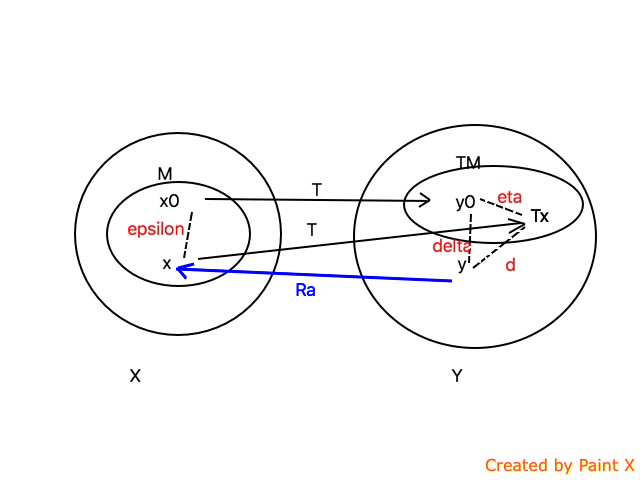 M
TM
x0
T
y0
eta
Tx
epsilon
T
delta
x
y
d
Ra
X
Y
Created by Paint X